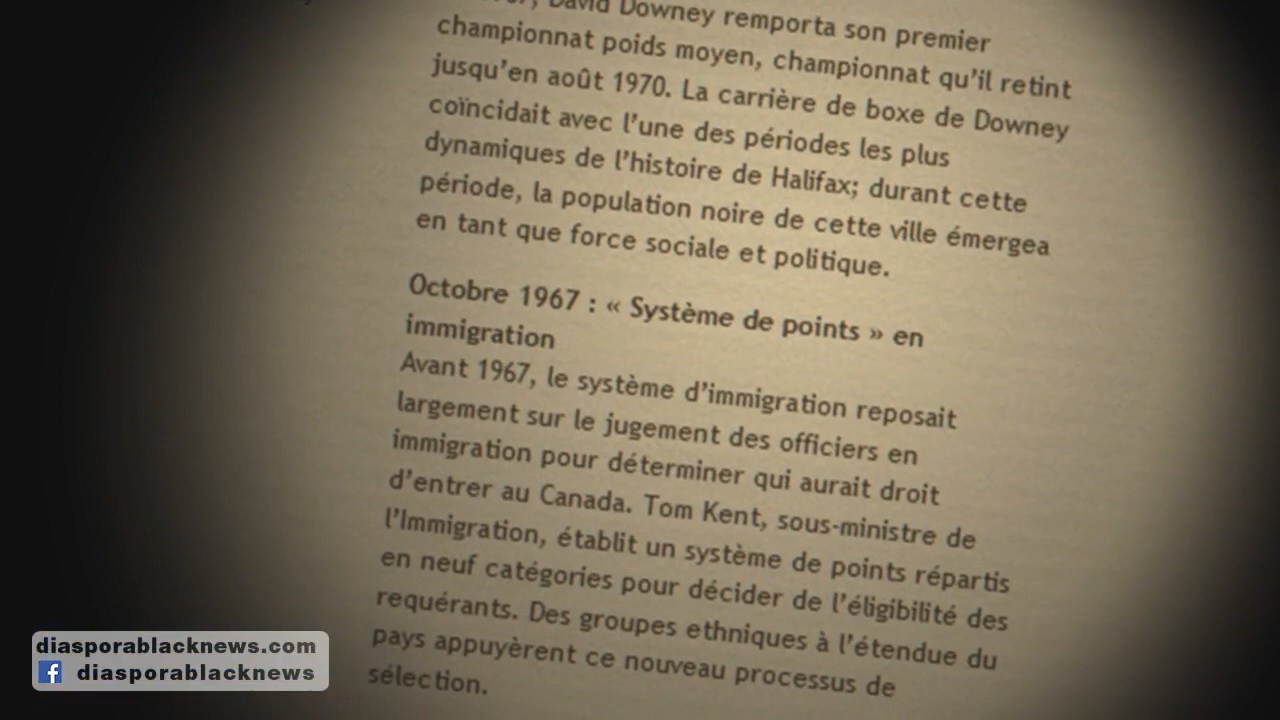 David Downey remporta son premier
championnat poids moyen, championnat qu’il retint
jusqu’en août 1970. La carrière de boxe de Downey
coïncidait avec l’une des périodes les plus
dynamiques de l’histoire de Halifax; durant cette
période, la population noire de cette ville émergea
en tant que force sociale et politique.
Octobre 1967 : « Système de points » en
immigration
Avant 1967, le système d’immigration reposait
largement sur le jugement des officiers en
immigration pour déterminer qui aurait droit
d’entrer au Canada. Tom Kent, sous-ministre de
l’Immigration, établit un système de points répartis
en neuf catégories pour décider de l’éligibilité des
requérants. Des groupes ethniques à l’étendue du
pays appuyèrent ce nouveau processus de
sélection.
diasporablacknews.com
diasporablacknews